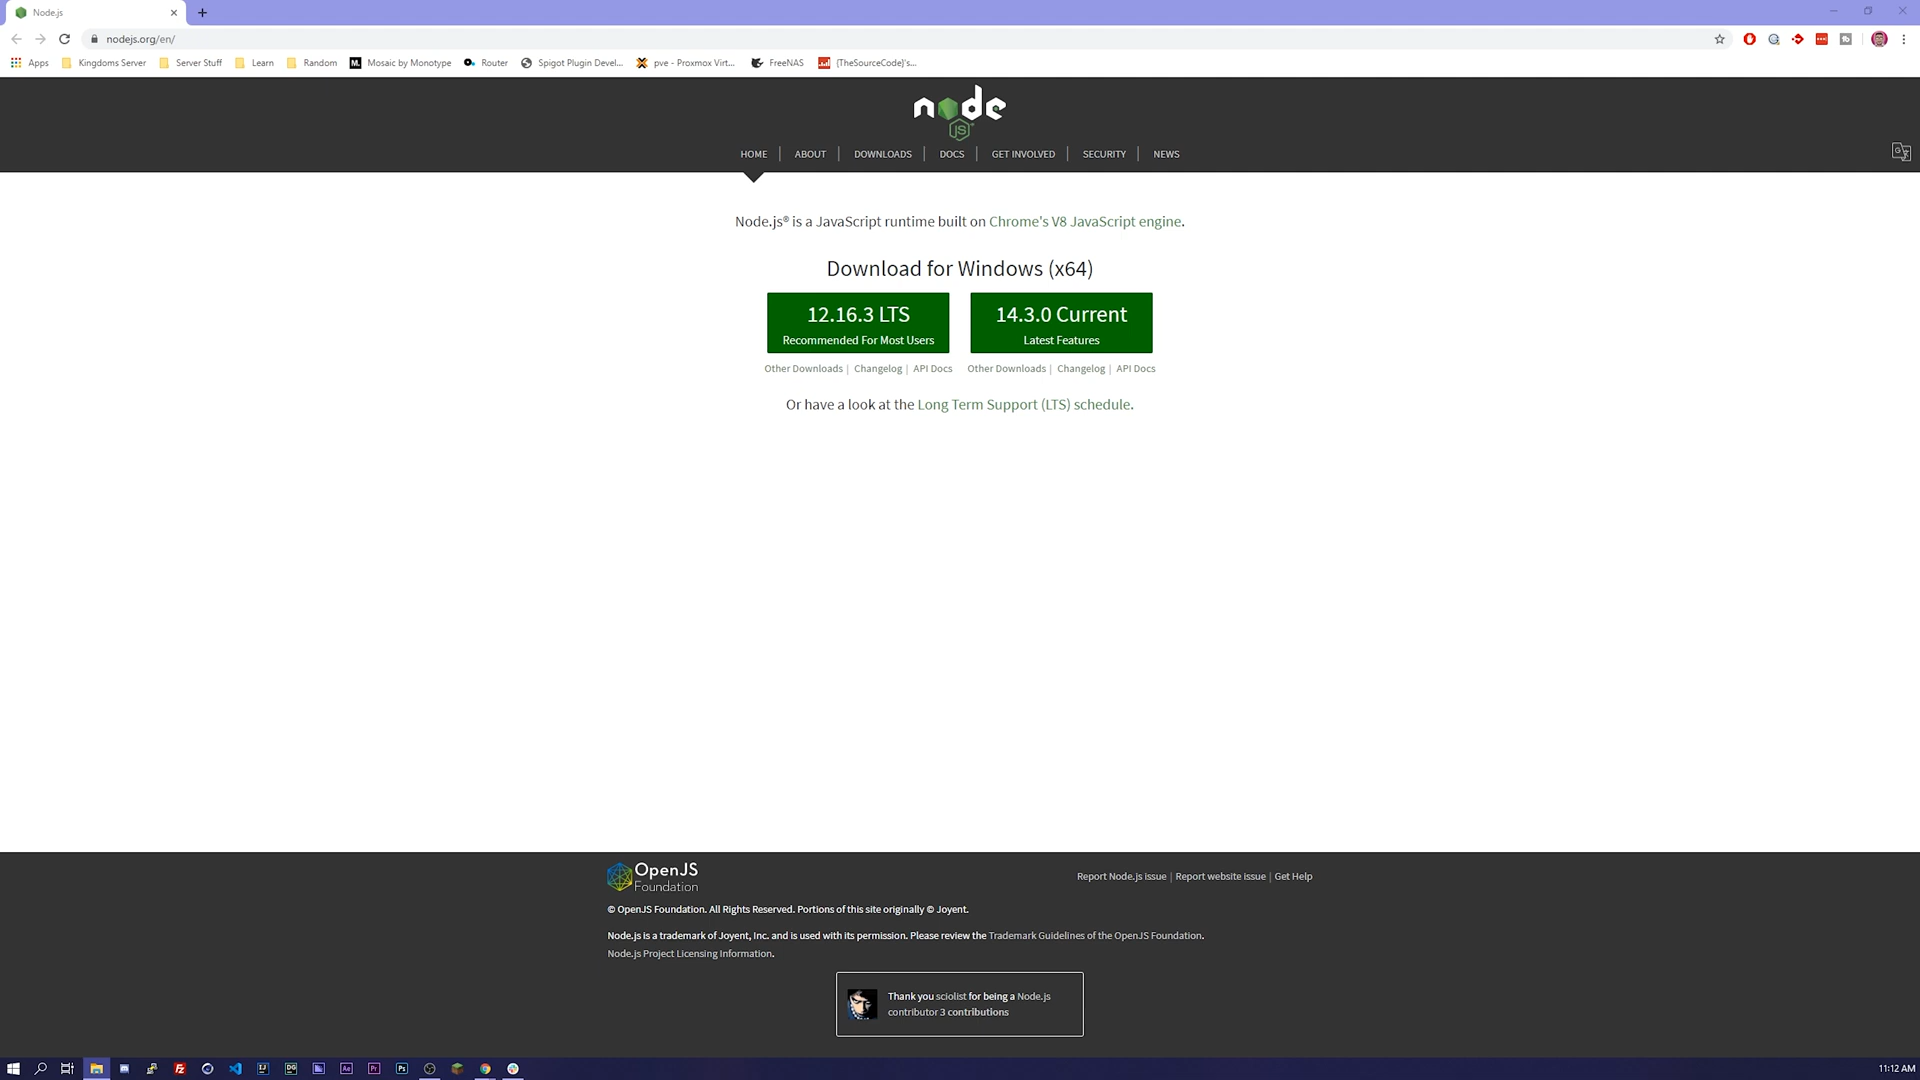 Node.js
nodejs.org/en/
Apps Kingdoms Server Server Stuff Learn Random Mosaic by Monotype Router Spigot Plugin Devel... pve - Proxmox Virt... FreeNAS {TheSourceCode}'s...
node
JS
HOME ABOUT DOWNLOADS DOCS GET INVOLVED SECURITY NEWS
Node.js® is a JavaScript runtime built on Chrome's V8 JavaScript engine.
Download for Windows (x64)
12.16.3 LTS
Recommended For Most Users
14.3.0 Current
Latest Features
Other Downloads | Changelog | API Docs
Other Downloads | Changelog | API Docs
Or have a look at the Long Term Support (LTS) schedule.
OpenJS
Foundation
Report Node.js issue | Report website issue | Get Help
© OpenJS Foundation. All Rights Reserved. Portions of this site originally © Joyent.
Node.js is a trademark of Joyent, Inc. and is used with its permission. Please review the Trademark Guidelines of the OpenJS Foundation.
Node.js Project Licensing Information.
Thank you sciolist for being a Node.js
contributor 3 contributions
11:12 AM